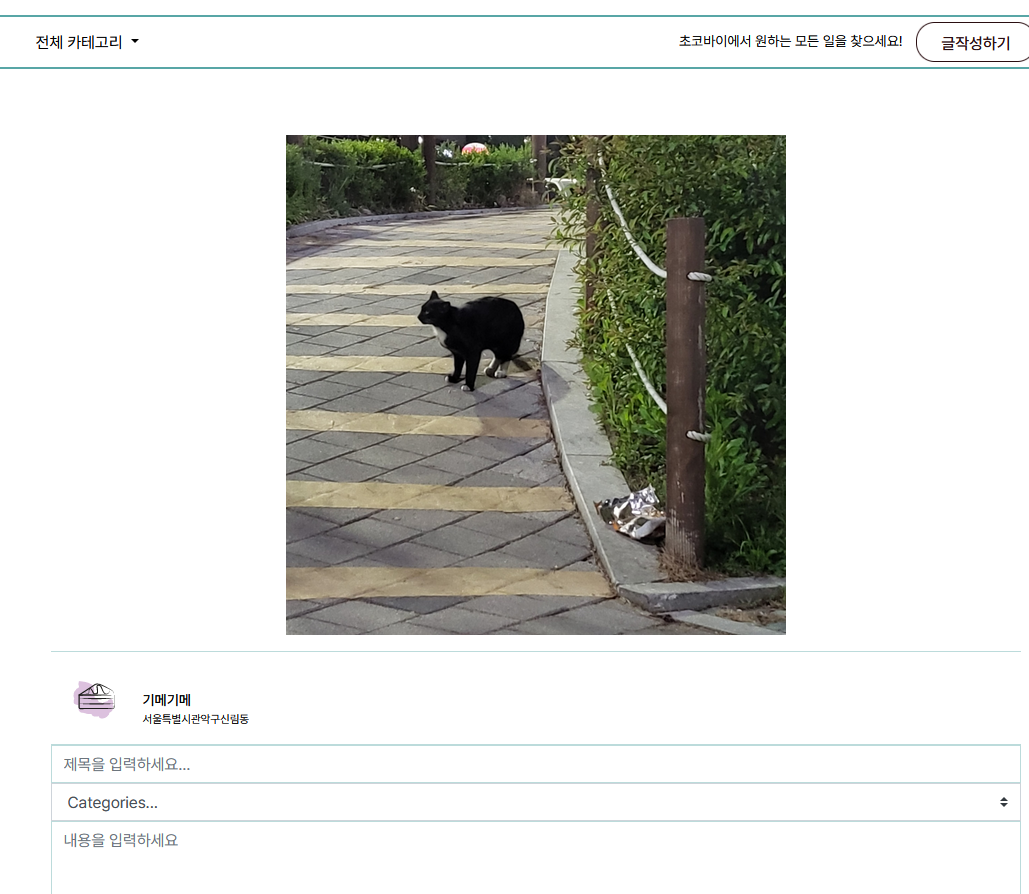 전체 카테고리
초코바이에서 원하는 모든 일을 찾으세요!
글작성하기
기메기메
서울특별시관악구신림동
제목을 입력하세요...
Categories...
내용을 입력하세요